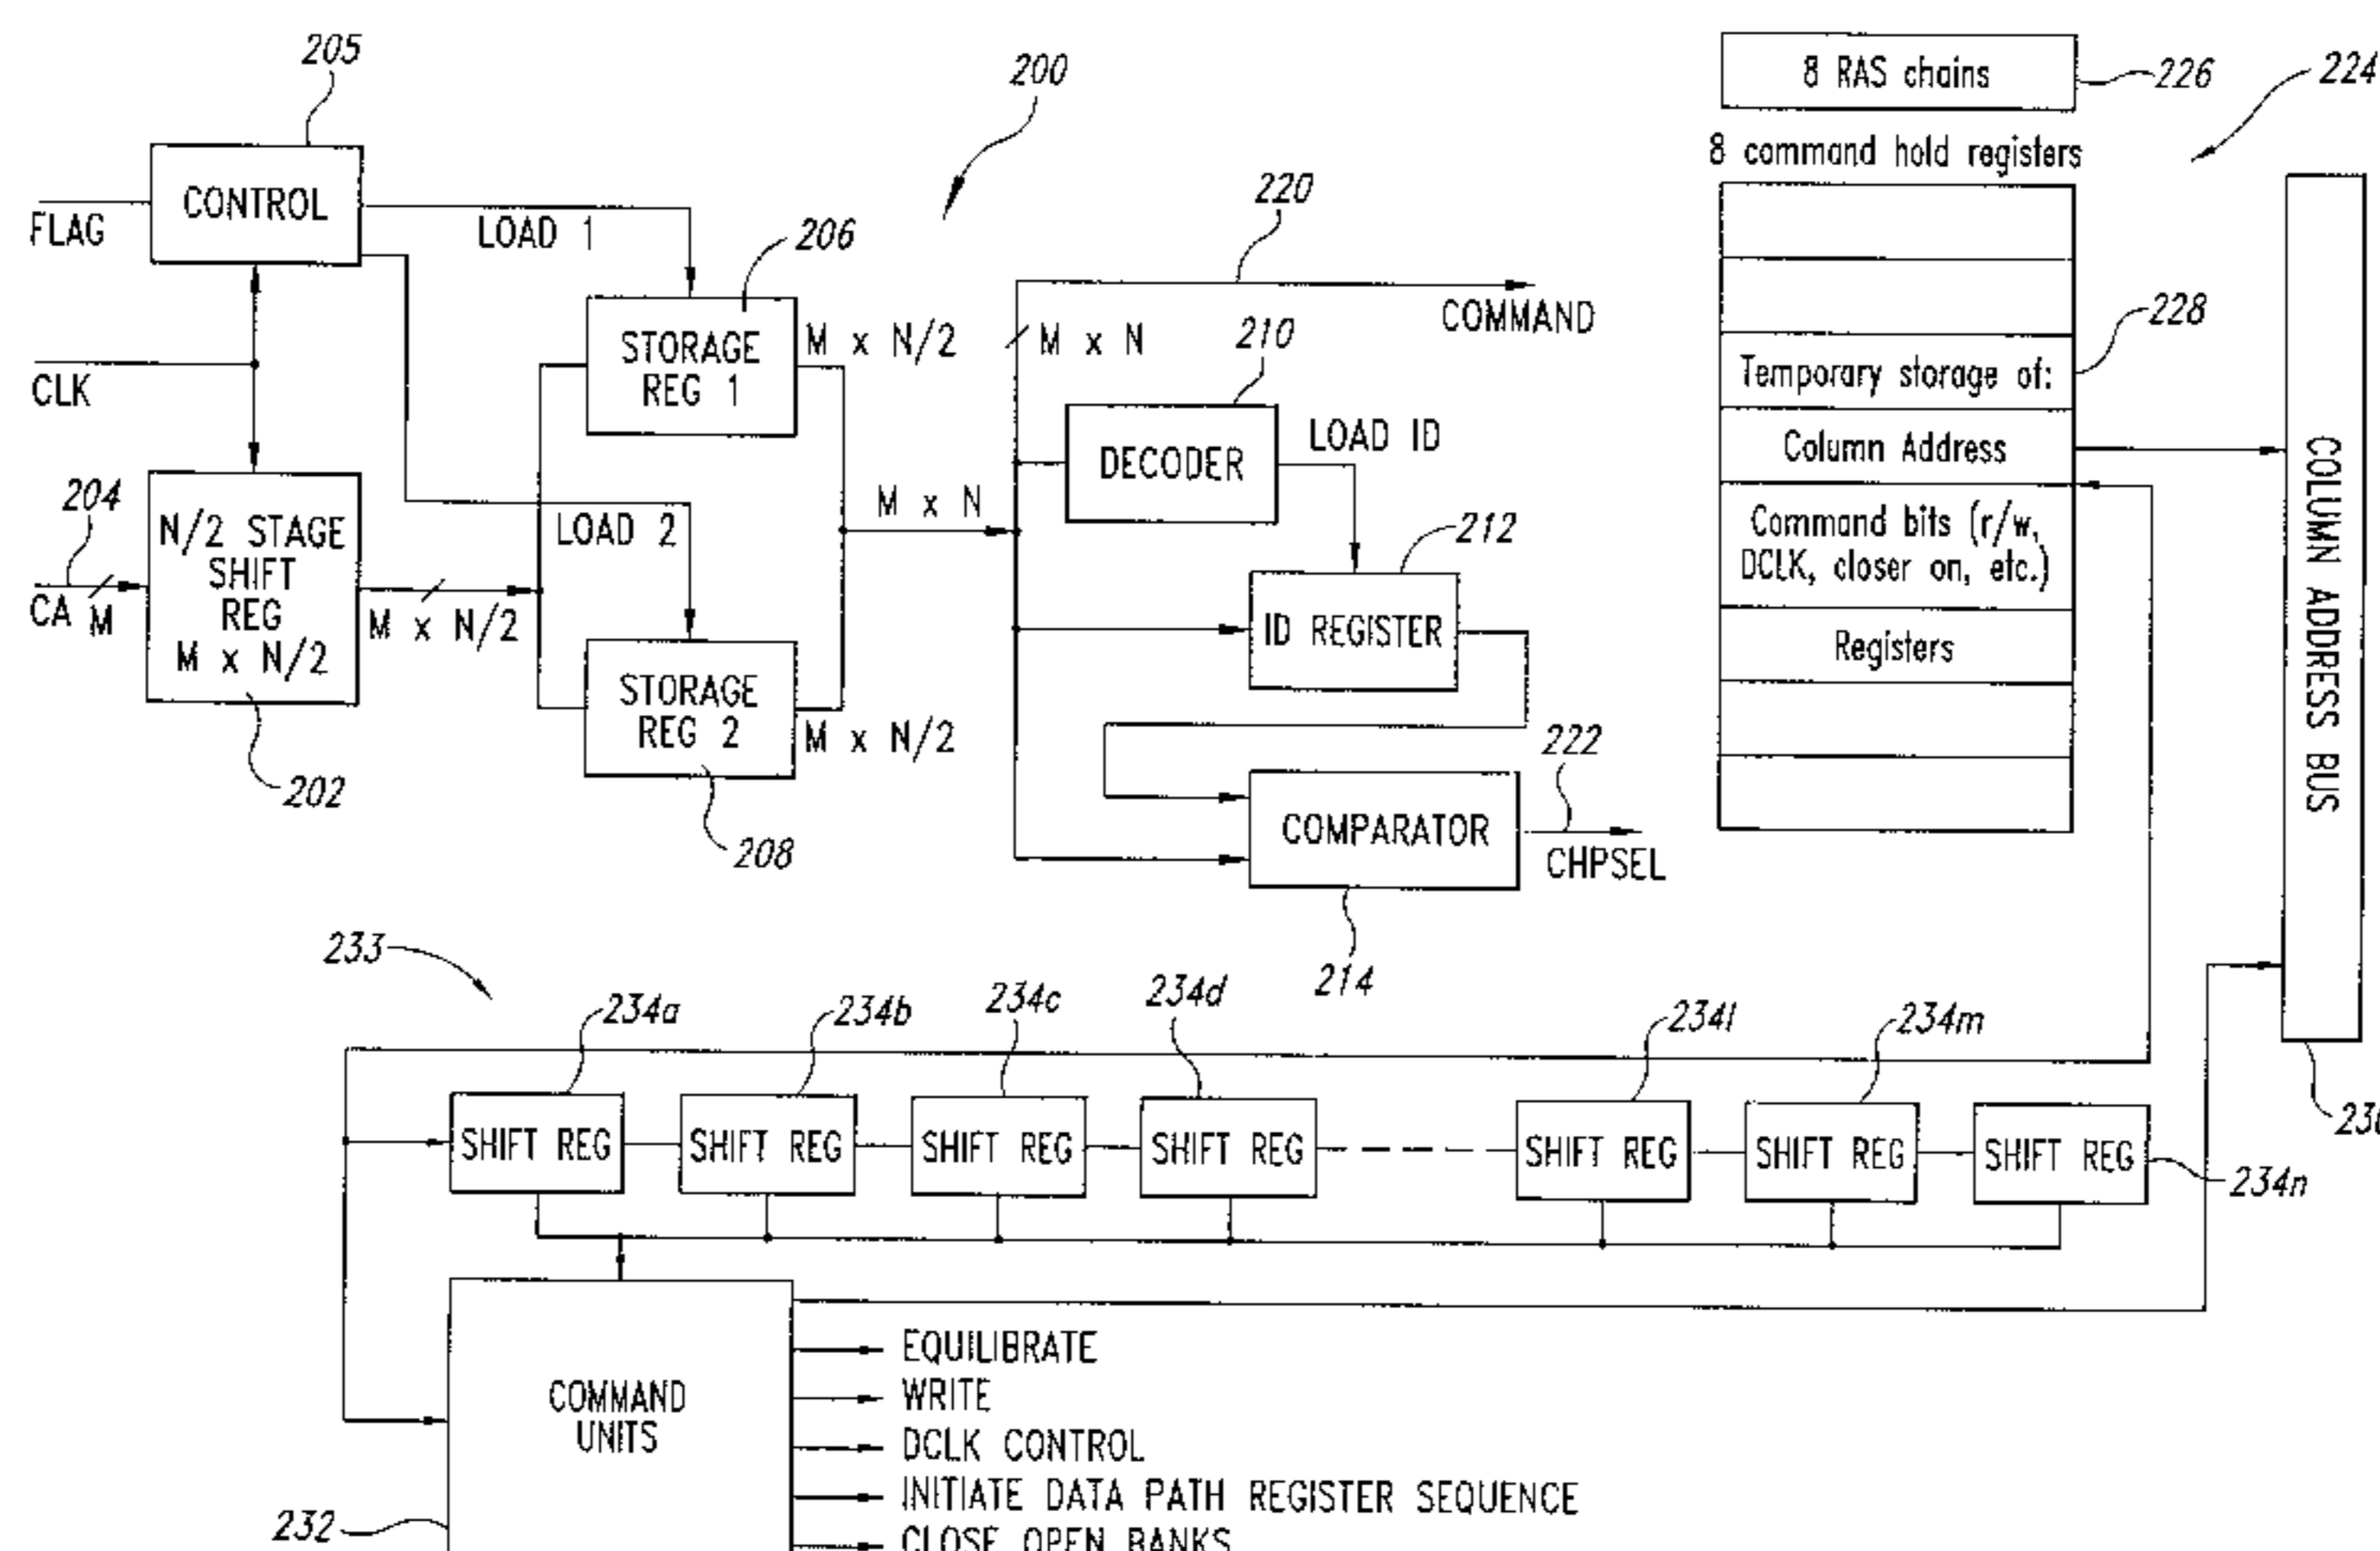 205
200
8 RAS chains
226
224
8 command hold registers
CONTROL
FLAG
LOAD 1
206
220
COMMAND
STORAGE
REG 1
M x N/2
M x N
210
228
Temporary storage of:
CLK
DECODER
LOAD ID
Column Address
204
N/2 STAGE
SHIFT
REG
M x N/2
CA M
M x N/2
LOAD 2
M x N
212
Command bits (r/w,
DCLK, closer on, etc.)
ID REGISTER
Registers
STORAGE
REG 2
M x N/2
202
208
COMPARATOR
222
CHPSEL
214
COLUMN ADDRESS BUS
233
234a
234b
234c
234d
234l
234m
SHIFT REG
SHIFT REG
SHIFT REG
SHIFT REG
SHIFT REG
SHIFT REG
SHIFT REG
234n
COMMAND
UNITS
232
EQUILIBRATE
WRITE
DCLK CONTROL
INITIATE DATA PATH REGISTER SEQUENCE
CLOSE OPEN BANKS